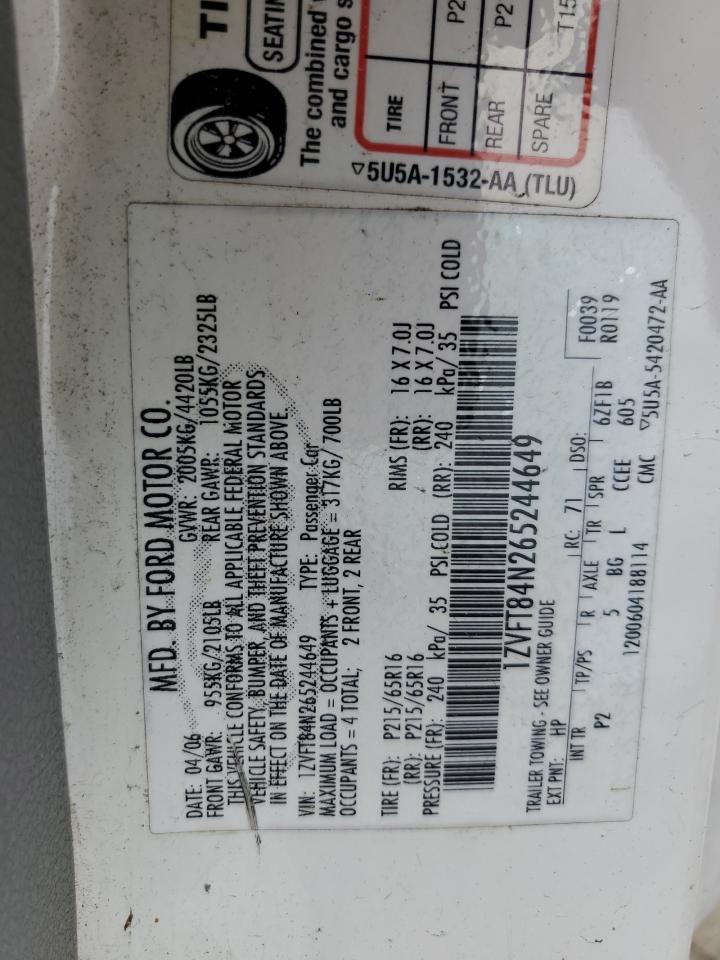 TI
SEATIN
The combined
and cargo s
TIRE
FRONT P2
REAR P2
SPARE T15
5U5A-1532-AA (TLU)
MFD. BY FORD MOTOR CO.
DATE: 04/06 GVWR: 2005KG/4420LB
FRONT GAWR: 955KG/2105LB REAR GAWR: 1055KG/2325LB
THIS VEHICLE CONFORMS TO ALL APPLICABLE FEDERAL MOTOR
VEHICLE SAFETY, BUMPER, AND THEFT PREVENTION STANDARDS
IN EFFECT ON THE DATE OF MANUFACTURE SHOWN ABOVE.
VIN: 1ZVFT84N265244649 TYPE: Passenger Car
MAXIMUM LOAD = OCCUPANTS + LUGGAGE = 317KG/700LB
OCCUPANTS = 4 TOTAL; 2 FRONT, 2 REAR
TIRE (FR): P215/65R16 RIMS (FR): 16 X 7.0J
(RR): P215/65R16 (RR): 16 X 7.0J
PRESSURE (FR): 240 kPa/ 35 PSI COLD (RR): 240 kPa/ 35 PSI COLD
1ZVFT84N265244649
TRAILER TOWING - SEE OWNER GUIDE
EXT PNT: HP RC: 71 DSO: F0039
INT TR TP/PS R AXLE TR SPR R0119
P2 5 BG L CCEE 6ZF1B
605
1200604188114 CMC 5U5A-5420472-AA